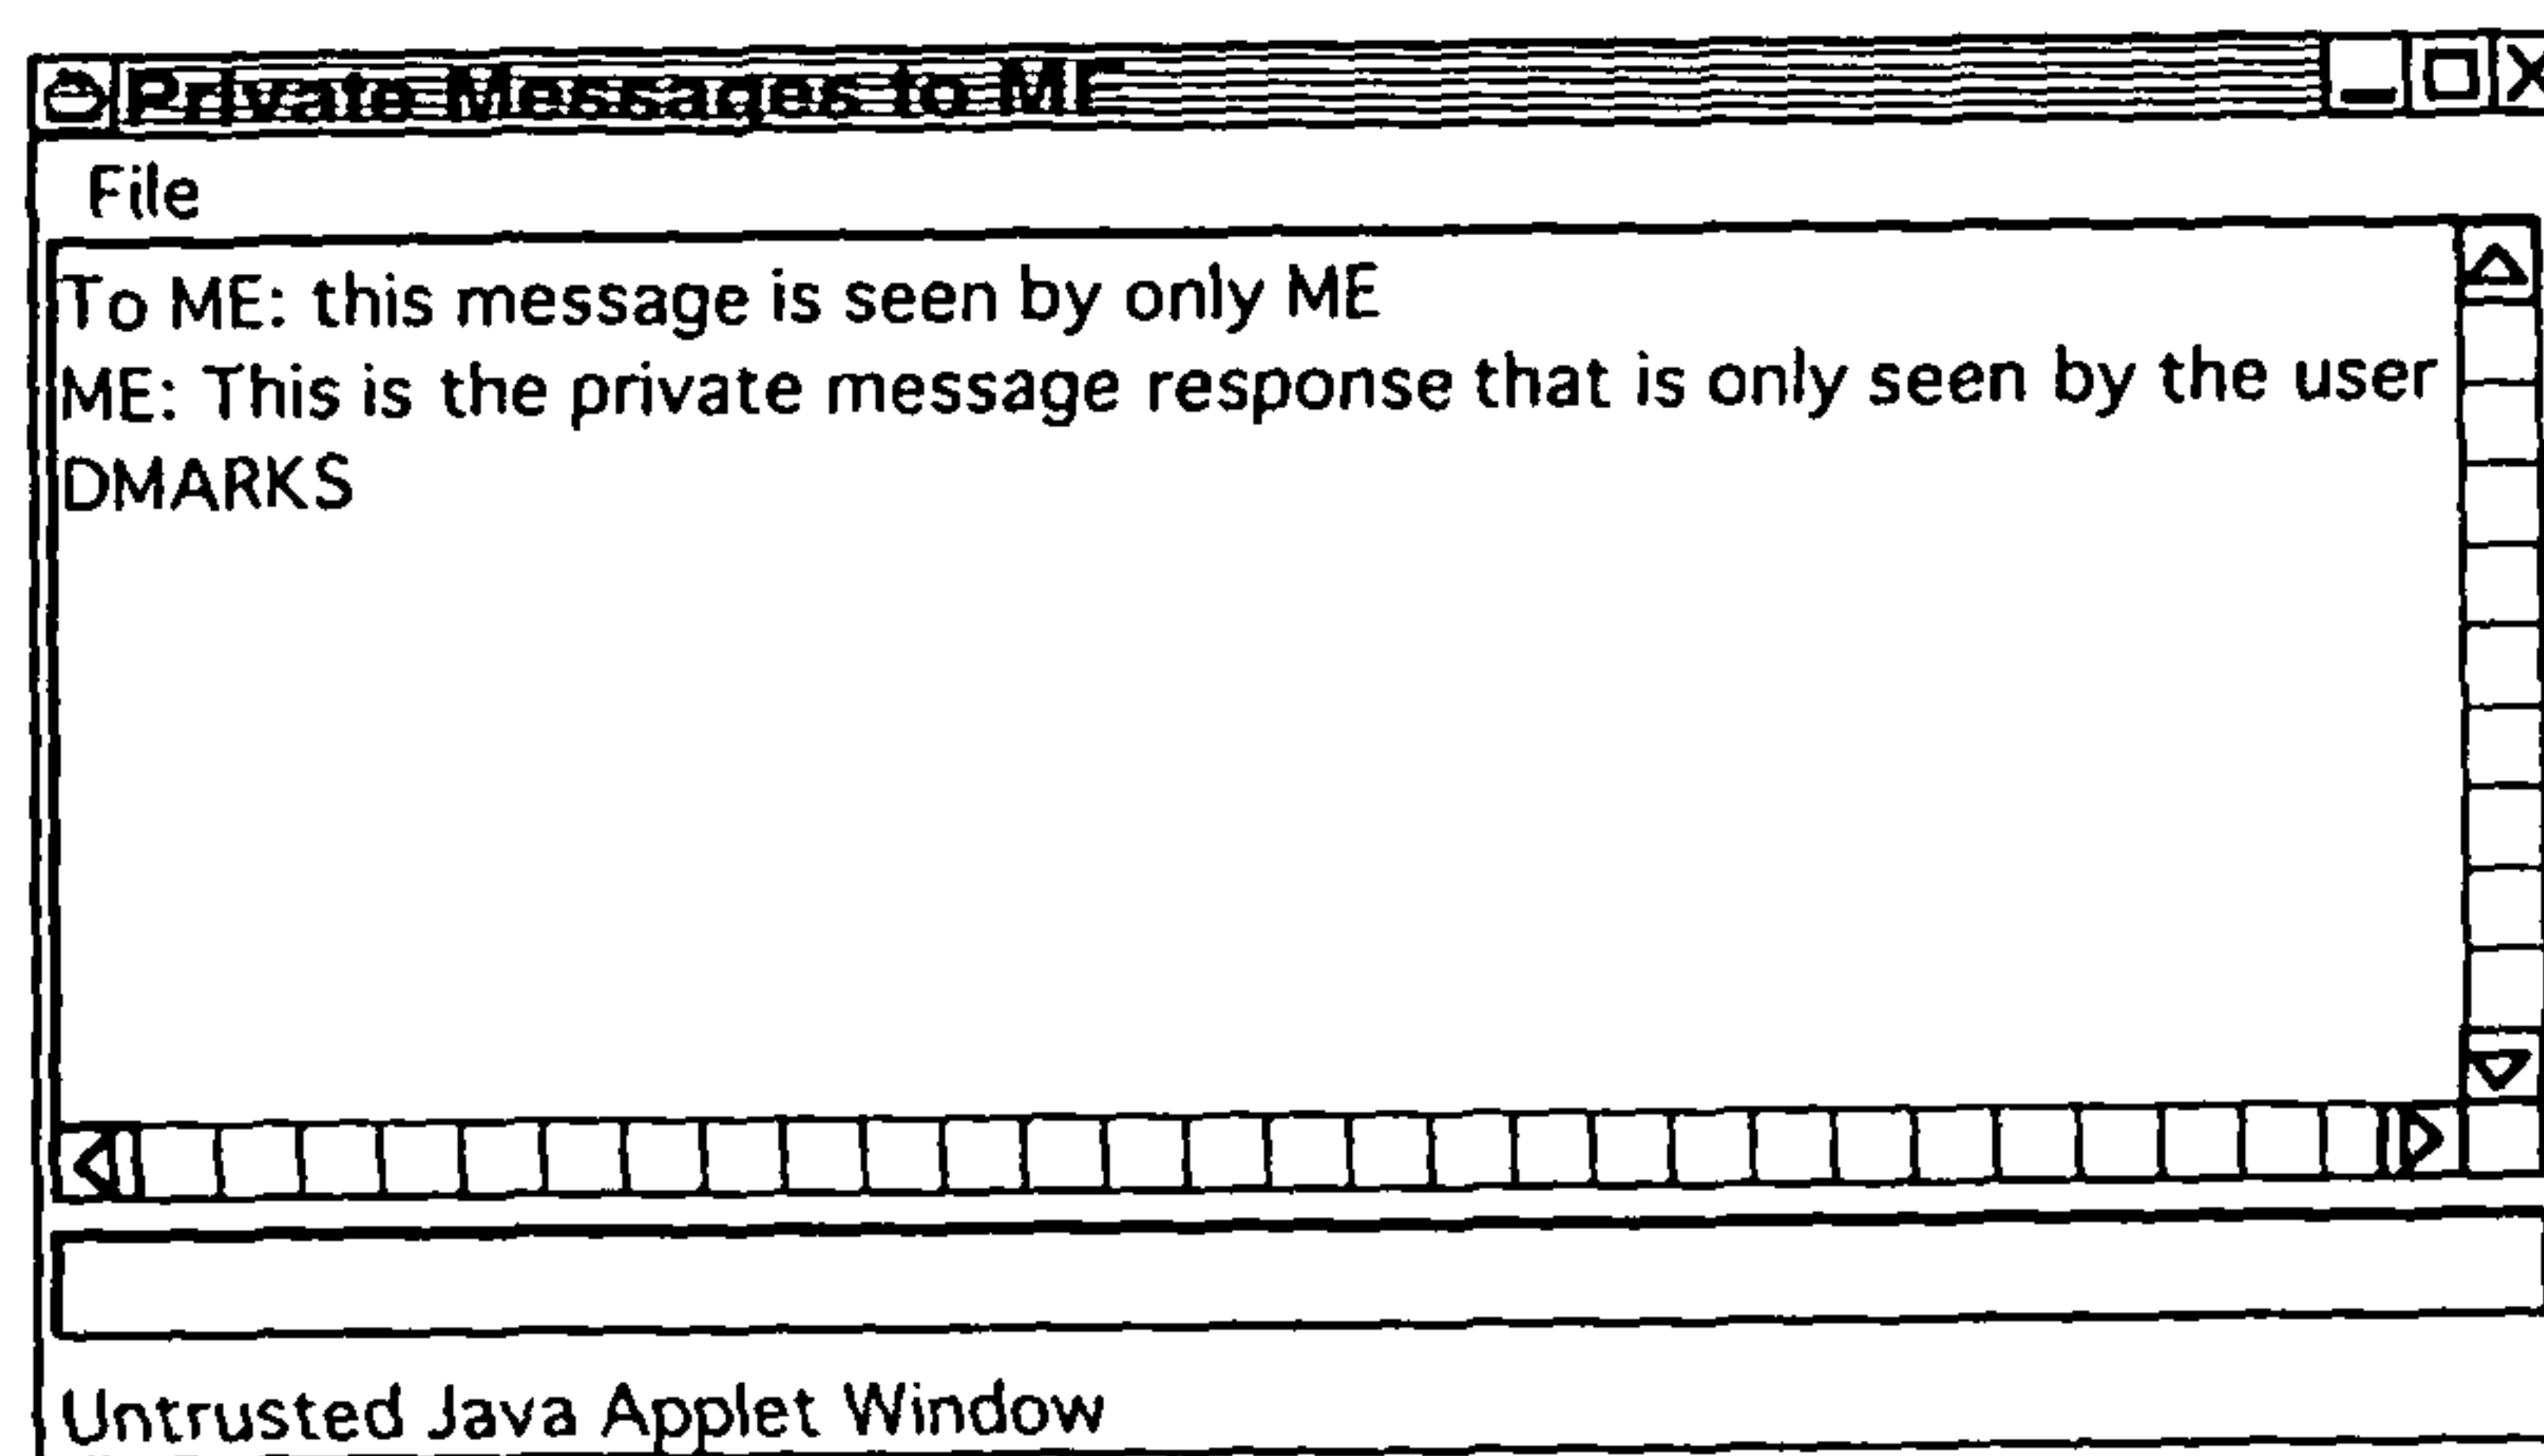 Private Messages to ME
File
To ME: this message is seen by only ME
ME: This is the private message response that is only seen by the user
DMARKS
Untrusted Java Applet Window